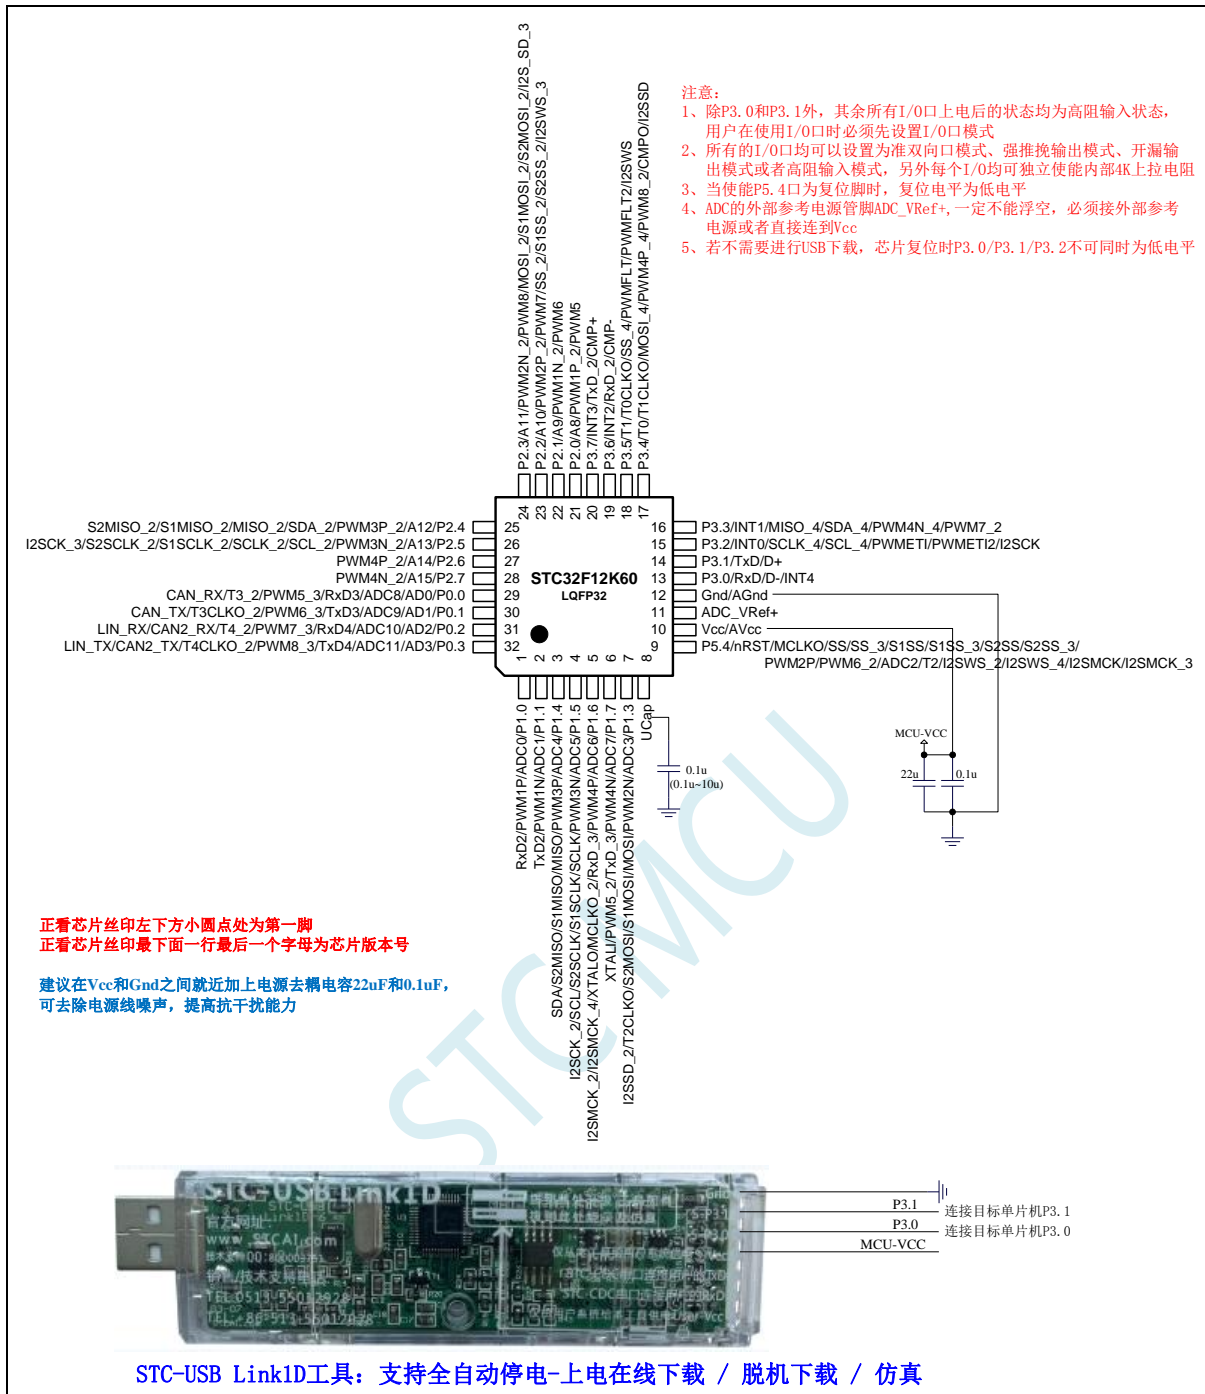 P2.3/A11/PWM2N_2/PWM8/MOSI_2/S1MOSI_2/S2MOSI_2/I2S_SD_3
P2.2/A10/PWM2P_2/PWM7/SS_2/S1SS_2/S2SS_2/I2SWS_3
P2.1/A9/PWM1N_2/PWM6
P2.0/A8/PWM1P_2/PWM5
P3.7/INT3/TxD_2/CMP+
P3.6/INT2/RxD_2/CMP-
P3.5/T1/T0CLKO/SS_4/PWMFLT/PWMFLT2/I2SWS
P3.4/T0/T1CLKO/MOSI_4/PWM4P_4/PWM8_2/CMPO/I2SSD
注意:
1、除P3.0和P3.1外，其余所有I/O口上电后的状态均为高阻输入状态，
用户在使用I/O口时必须先设置I/O口模式
2、所有的I/O口均可以设置为准双向口模式、强推挽输出模式、开漏输
出模式或者高阻输入模式，另外每个I/O均可独立使能内部4K上拉电阻
3、当使能P5.4口为复位脚时，复位电平为低电平
4、ADC的外部参考电源管脚ADC_VRef+,一定不能浮空，必须接外部参考
电源或者直接连到Vcc
5、若不需要进行USB下载，芯片复位时P3.0/P3.1/P3.2不可同时为低电平
24 23 22 21 20 19 18 17
S2MISO_2/S1MISO_2/MISO_2/SDA_2/PWM3P_2/A12/P2.4 25
I2SCK_3/S2SCLK_2/S1SCLK_2/SCLK_2/SCL_2/PWM3N_2/A13/P2.5 26
PWM4P_2/A14/P2.6 27
PWM4N_2/A15/P2.7 28
CAN_RX/T3_2/PWM5_3/RxD3/ADC8/AD0/P0.0 29
CAN_TX/T3CLKO_2/PWM6_3/TxD3/ADC9/AD1/P0.1 30
LIN_RX/CAN2_RX/T4_2/PWM7_3/RxD4/ADC10/AD2/P0.2 31
LIN_TX/CAN2_TX/T4CLKO_2/PWM8_3/TxD4/ADC11/AD3/P0.3 32
STC32F12K60
LQFP32
16 P3.3/INT1/MISO_4/SDA_4/PWM4N_4/PWM7_2
15 P3.2/INT0/SCLK_4/SCL_4/PWMETI/PWMETI2/I2SCK
14 P3.1/TxD/D+
13 P3.0/RxD/D-/INT4
12 Gnd/AGnd
11 ADC_VRef+
10 Vcc/AVcc
9 P5.4/nRST/MCLKO/SS/SS_3/S1SS/S1SS_3/S2SS/S2SS_3/
PWM2P/PWM6_2/ADC2/T2/I2SWS_2/I2SWS_4/I2SMCK/I2SMCK_3
1 2 3 4 5 6 7 8
RxD2/PWM1P/ADC0/P1.0
TxD2/PWM1N/ADC1/P1.1
SDA/S2MISO/S1MISO/MISO/PWM3P/ADC4/P1.4
I2SCK_2/SCL/S2SCLK/S1SCLK/SCLK/PWM3N/ADC5/P1.5
I2SMCK_2/I2SMCK_4/XTALO/MCLKO_2/RxD_3/PWM4P/ADC6/P1.6
XTALI/PWM5_2/TxD_3/PWM4N/ADC7/P1.7
I2SSD_2/T2CLKO/S2MOSI/S1MOSI/MOSI/PWM2N/ADC3/P1.3
UCap
0.1u
(0.1u~10u)
MCU-VCC
22u
0.1u
正看芯片丝印左下方小圆点处为第一脚
正看芯片丝印最下面一行最后一个字母为芯片版本号
建议在Vcc和Gnd之间就近加上电源去耦电容22uF和0.1uF，
可去除电源线噪声，提高抗干扰能力
STCMCU
STC-USB Link1D
官方网址:
www.STCAI.com
Gnd
P3.1 连接目标单片机P3.1
P3.0 连接目标单片机P3.0
MCU-VCC
STC-USB Link1D工具：支持全自动停电-上电在线下载 / 脱机下载 / 仿真